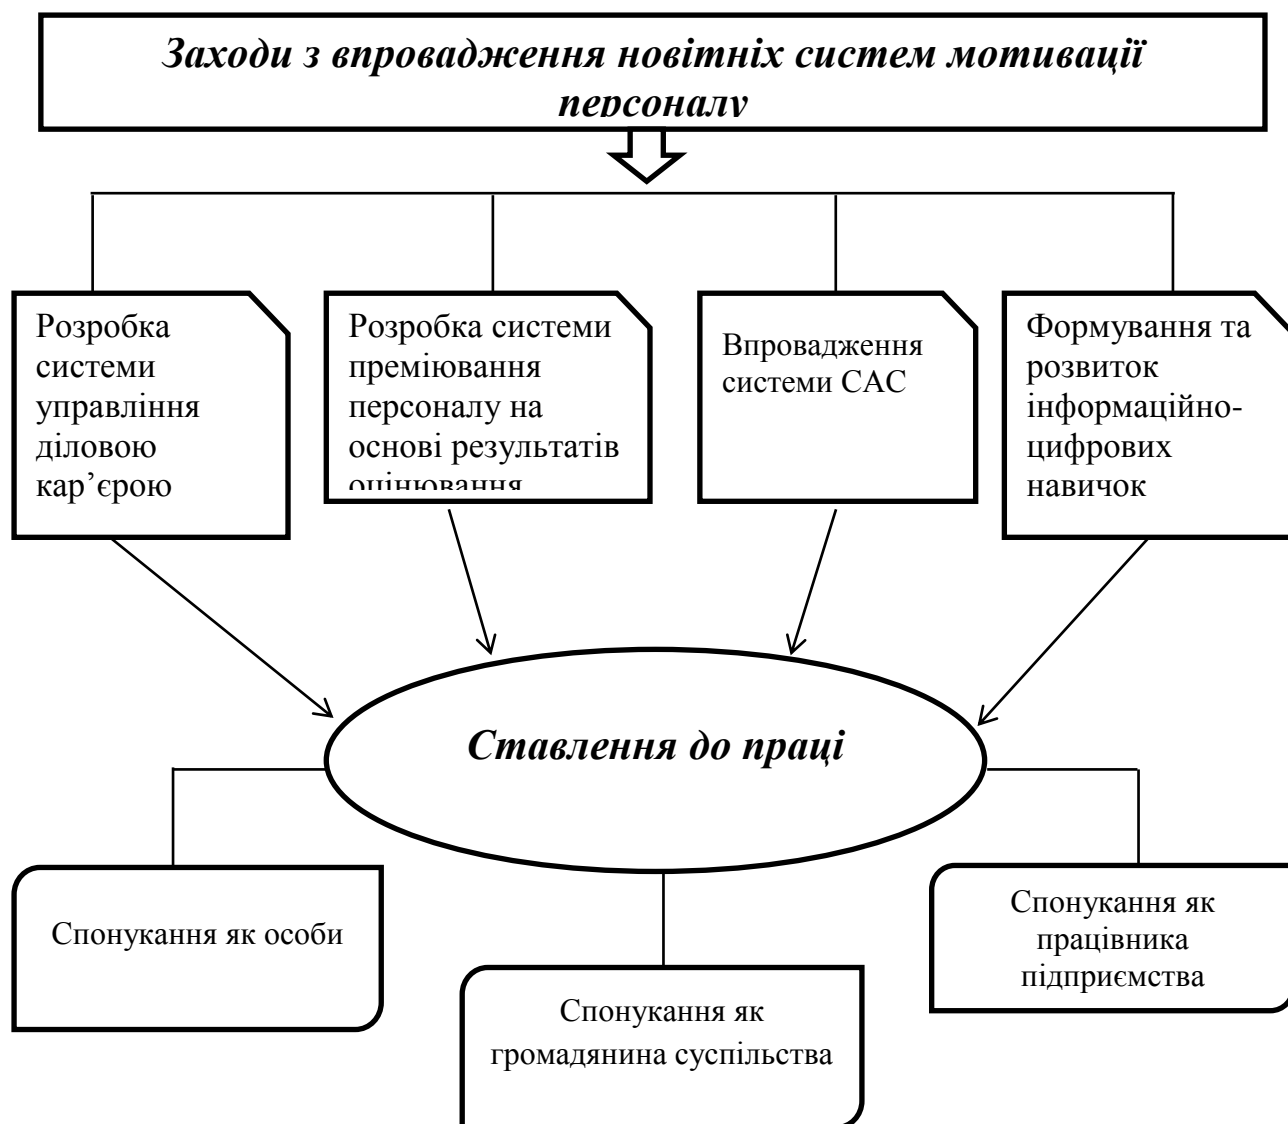 Заходи з впровадження новітніх систем мотивації
персоналу
Розробка
системи
управління
діловою
кар’єрою
Розробка системи
преміювання
персоналу на
основі результатів
оцінювання
Впровадження
системи САС
Формування та
розвиток
інформаційно-
цифрових
навичок
Ставлення до праці
Спонукання як особи
Спонукання як
громадянина суспільства
Спонукання як
працівника
підприємства